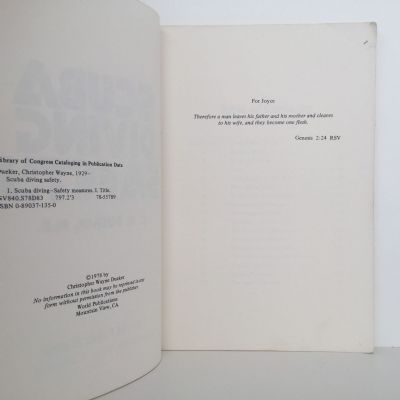 Library of Congress Cataloging in Publication Data
Dueker, Christopher Wayne, 1939-
Scuba diving safety.
1. Scuba diving—Safety measures. I. Title.
GV840.S78D83 797.2'3 78-55789
ISBN 0-89037-135-0
©1978 by
Christopher Wayne Dueker
No information in this book may be reprinted in any
form without permission from the publisher.
World Publications
Mountain View, CA
For Joyce
Therefore a man leaves his father and his mother and cleaves
to his wife, and they become one flesh.
Genesis 2:24 RSV